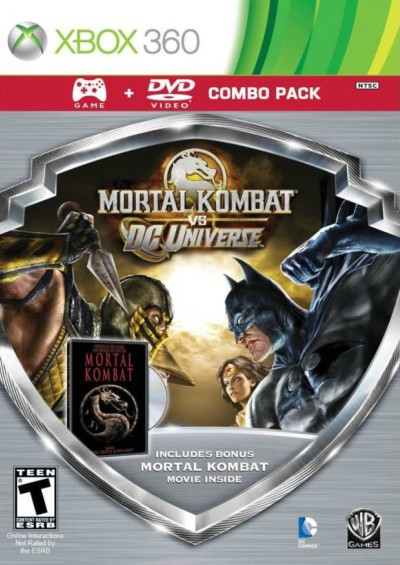 XBOX 360
GAME + DVD VIDEO COMBO PACK
NTSC
MORTAL KOMBAT
VS
DC UNIVERSE
MORTAL
KOMBAT
INCLUDES BONUS
MORTAL KOMBAT
MOVIE INSIDE
TEEN
T
CONTENT RATED BY
ESRB
Online Interactions
Not Rated by
the ESRB
DC
COMICS
WB
GAMES